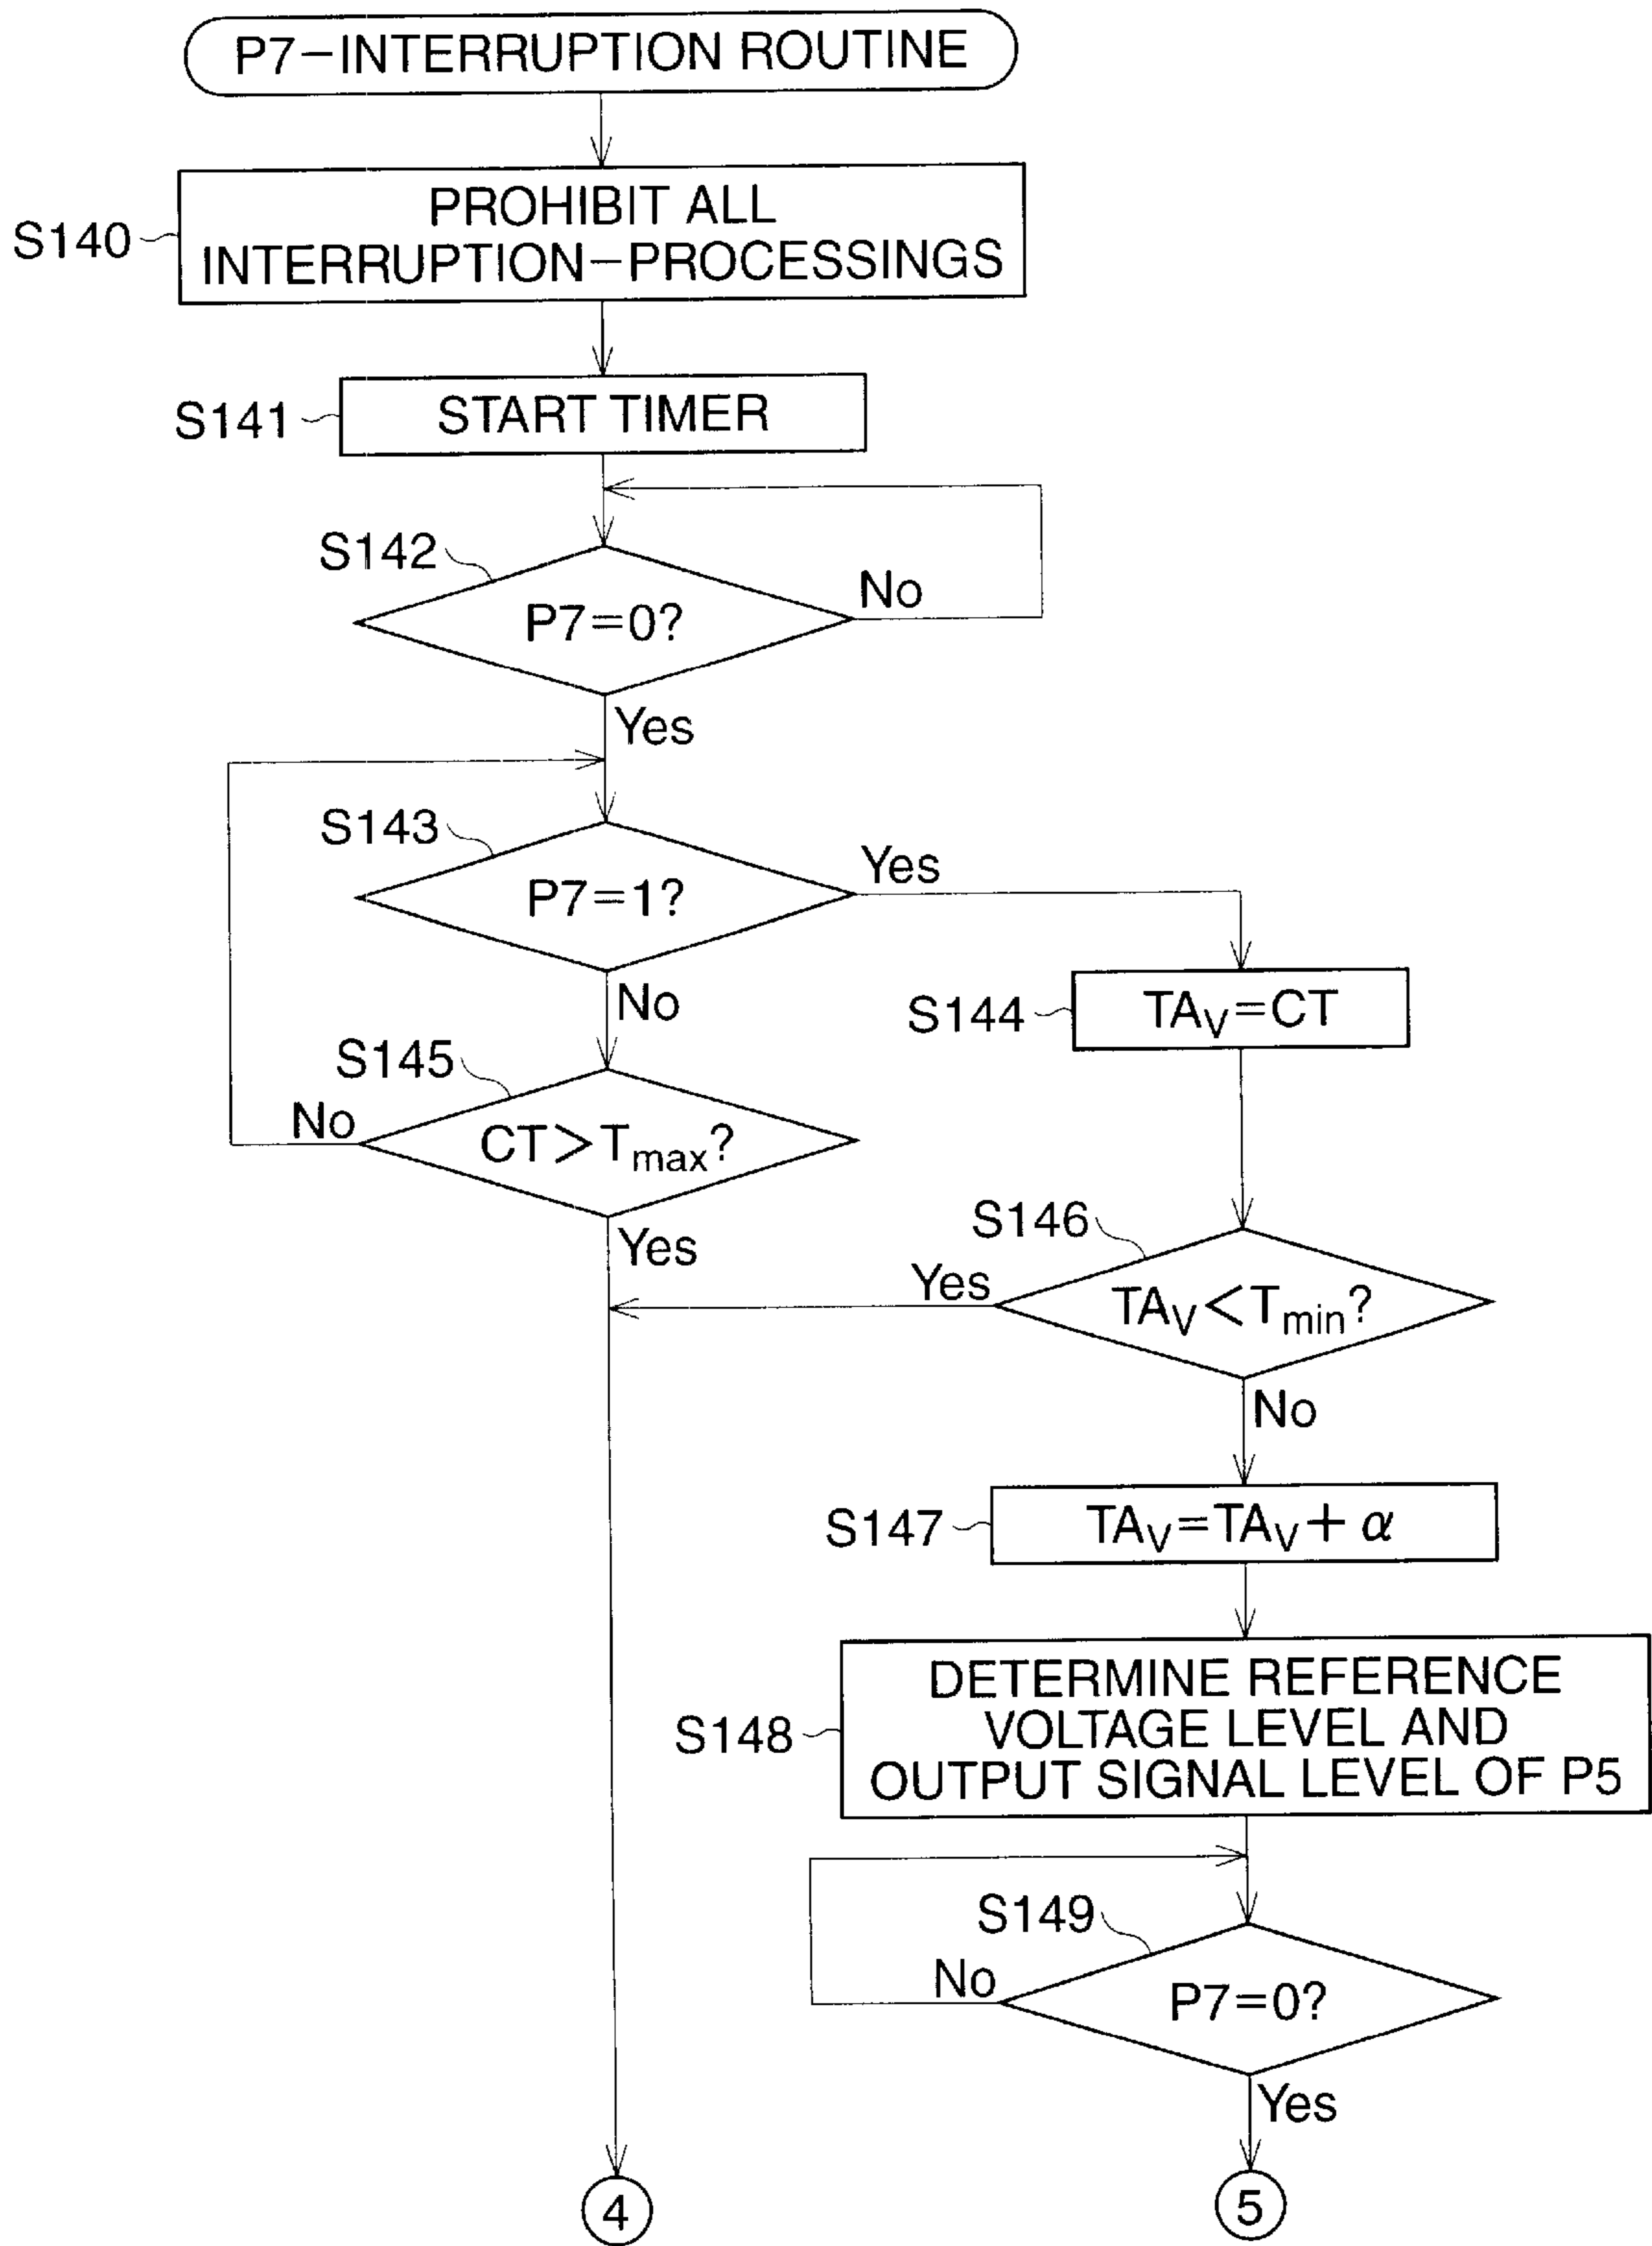 P7-INTERRUPTION ROUTINE
S140
PROHIBIT ALL
INTERRUPTION-PROCESSINGS
S141
START TIMER
S142
P7=0?
No
Yes
S143
P7=1?
Yes
No
S144
TAV=CT
S145
CT>Tmax?
No
Yes
S146
TAV<Tmin?
Yes
No
S147
TAV=TAV+α
S148
DETERMINE REFERENCE
VOLTAGE LEVEL AND
OUTPUT SIGNAL LEVEL OF P5
S149
P7=0?
No
Yes
4
5